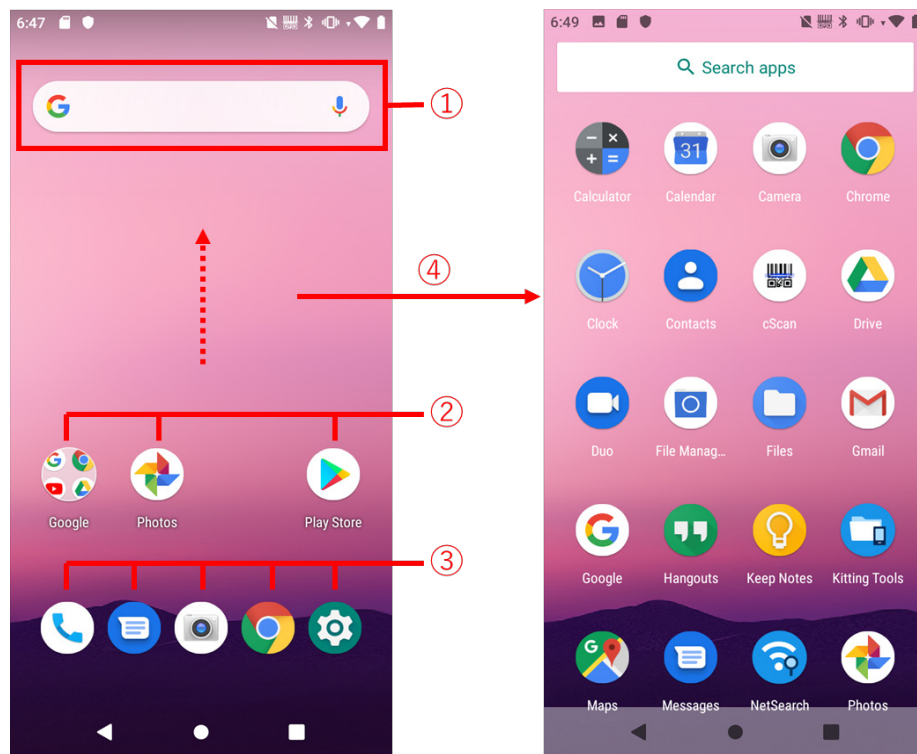 6:47
①
②
Google Photos Play Store
③
④
6:49
Search apps
31
Calculator Calendar Camera Chrome
Clock Contacts cScan Drive
Duo File Manag... Files Gmail
Google Hangouts Keep Notes Kitting Tools
G
Maps Messages NetSearch Photos